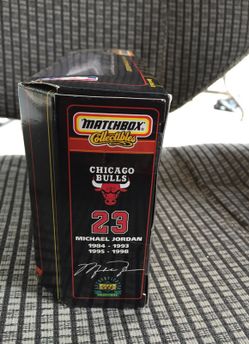 MATCHBOX
Collectibles
CHICAGO
BULLS
23
MICHAEL JORDAN
1984 - 1993
1995 - 1998